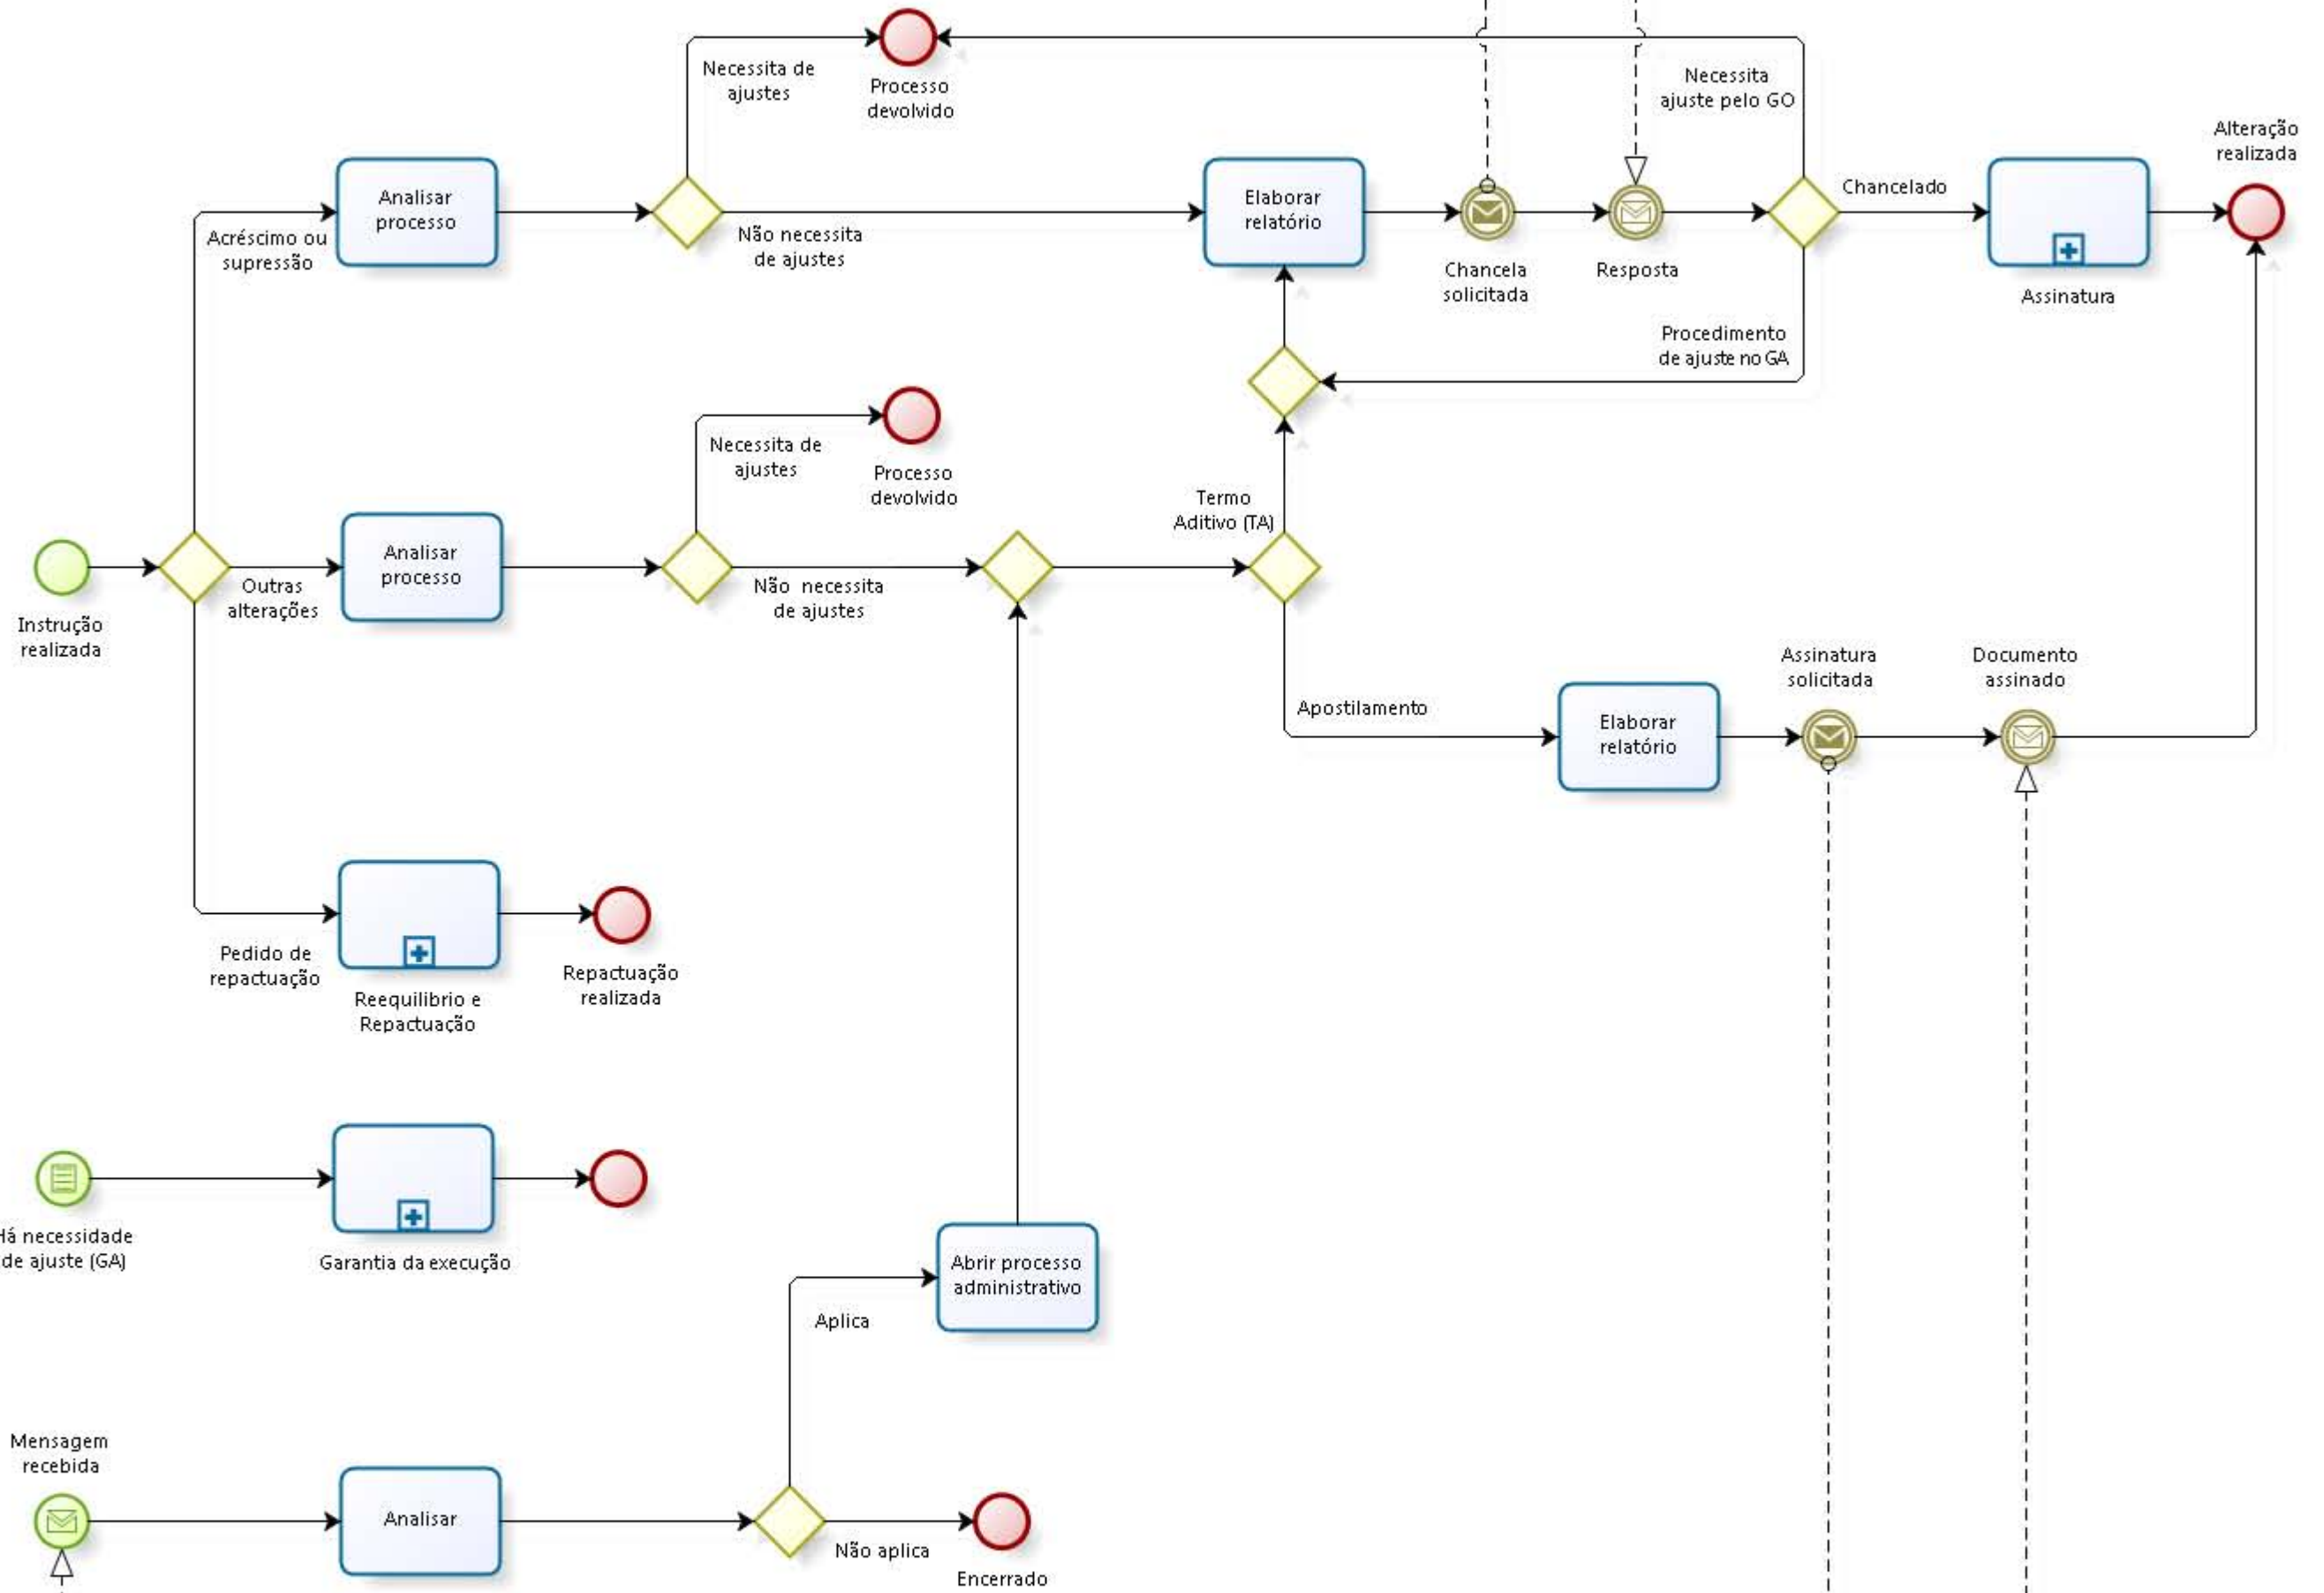 Necessita de
ajustes
Processo
devolvido
Necessita
ajuste pelo GO
Alteração
realizada
Analisar
processo
Elaborar
relatório
Chancelado
Acréscimo ou
supressão
Não necessita
de ajustes
Chancela
solicitada
Resposta
Assinatura
Procedimento
de ajuste no GA
Necessita de
ajustes
Processo
devolvido
Termo
Aditivo (TA)
Analisar
processo
Outras
alterações
Não necessita
de ajustes
Instrução
realizada
Assinatura
solicitada
Documento
assinado
Apostilamento
Elaborar
relatório
Pedido de
repactuação
Reequilibrio e
Repactuação
Repactuação
realizada
Há necessidade
de ajuste (GA)
Garantia da execução
Abrir processo
administrativo
Aplica
Mensagem
recebida
Analisar
Não aplica
Encerrado